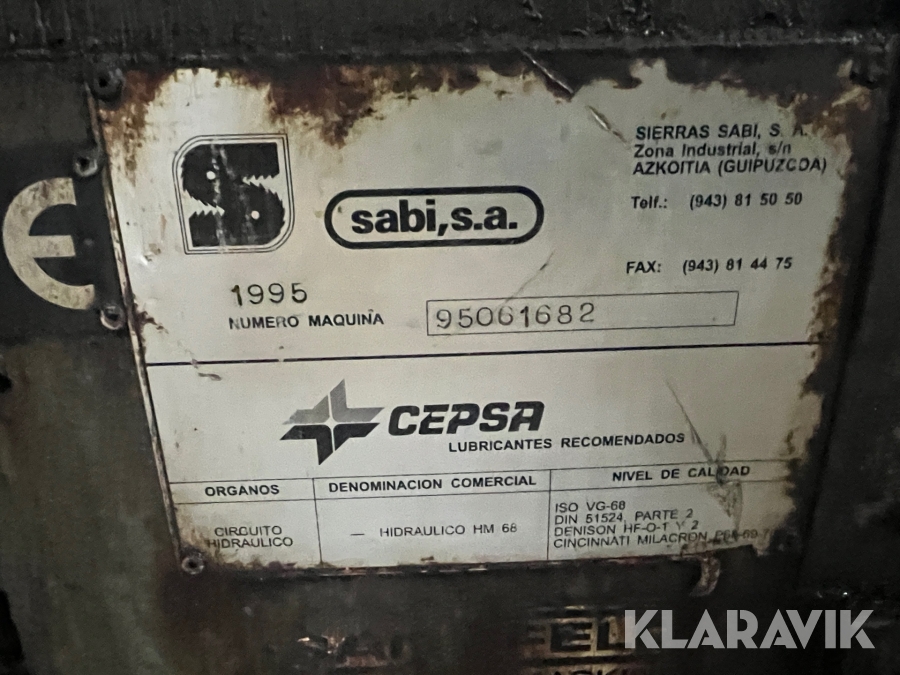 SIERRAS SABI, S. A.
Zona Industrial, s/n
AZKOITIA (GUIPUZCOA)
Telf.: (943) 81 50 50
FAX: (943) 81 44 75
S
sabi,s.a.
CE
1995
NUMERO MAQUINA 95061682
CEPSA
LUBRICANTES RECOMENDADOS
ORGANOS DENOMINACION COMERCIAL NIVEL DE CALIDAD
CIRCUITO HIDRAULICO
— HIDRAULICO HM 68
ISO VG-68
DIN 51524, PARTE 2
DENISON HF-O-T Y 2
CINCINNATI MILACRON
KLARAVIK